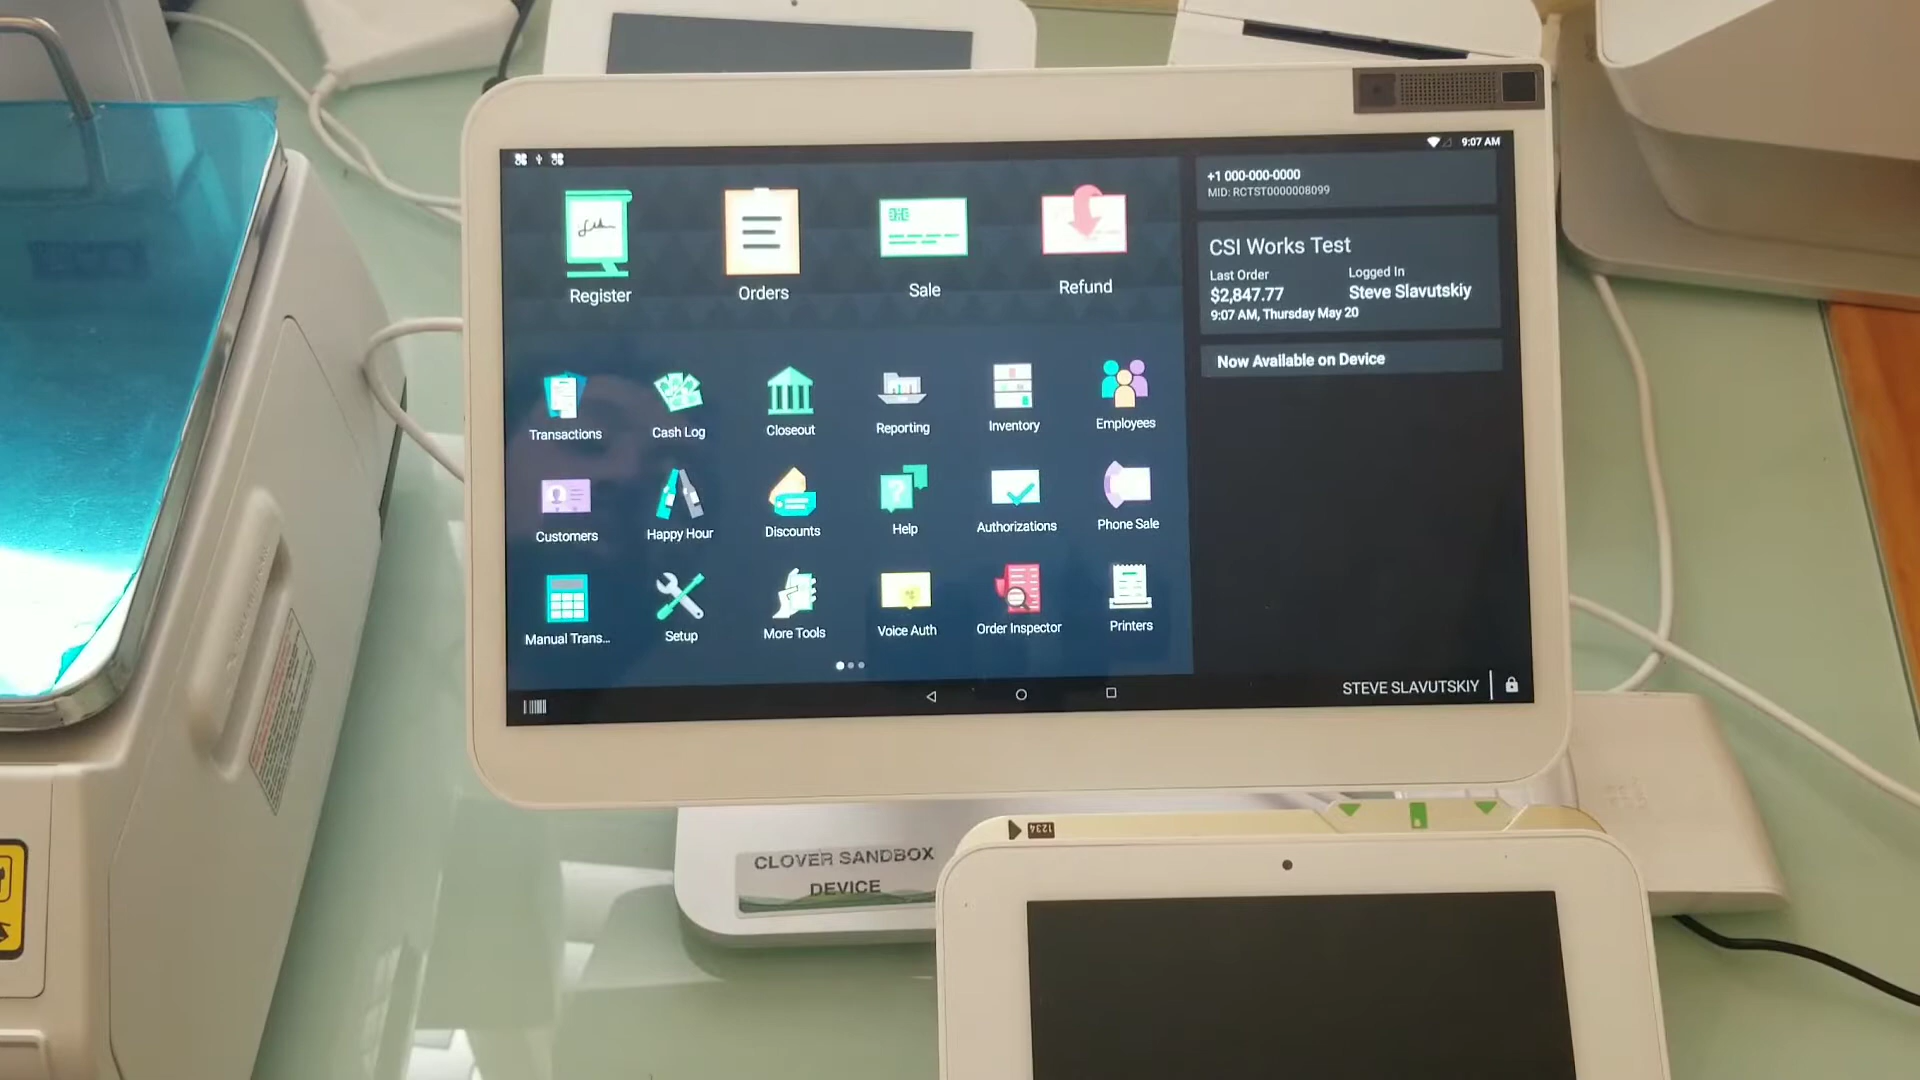 9:07 AM
+1 000-000-0000
MID: RCTST0000008099
Register
Orders
Sale
Refund
CSI Works Test
Last Order
Logged In
$2,847.77
Steve Slavutskiy
9:07 AM, Thursday May 20
Now Available on Device
Transactions
Cash Log
Closeout
Reporting
Inventory
Employees
Customers
Happy Hour
Discounts
Help
Authorizations
Phone Sale
Manual Trans...
Setup
More Tools
Voice Auth
Order Inspector
Printers
STEVE SLAVUTSKIY
1234
CLOVER SANDBOX
DEVICE